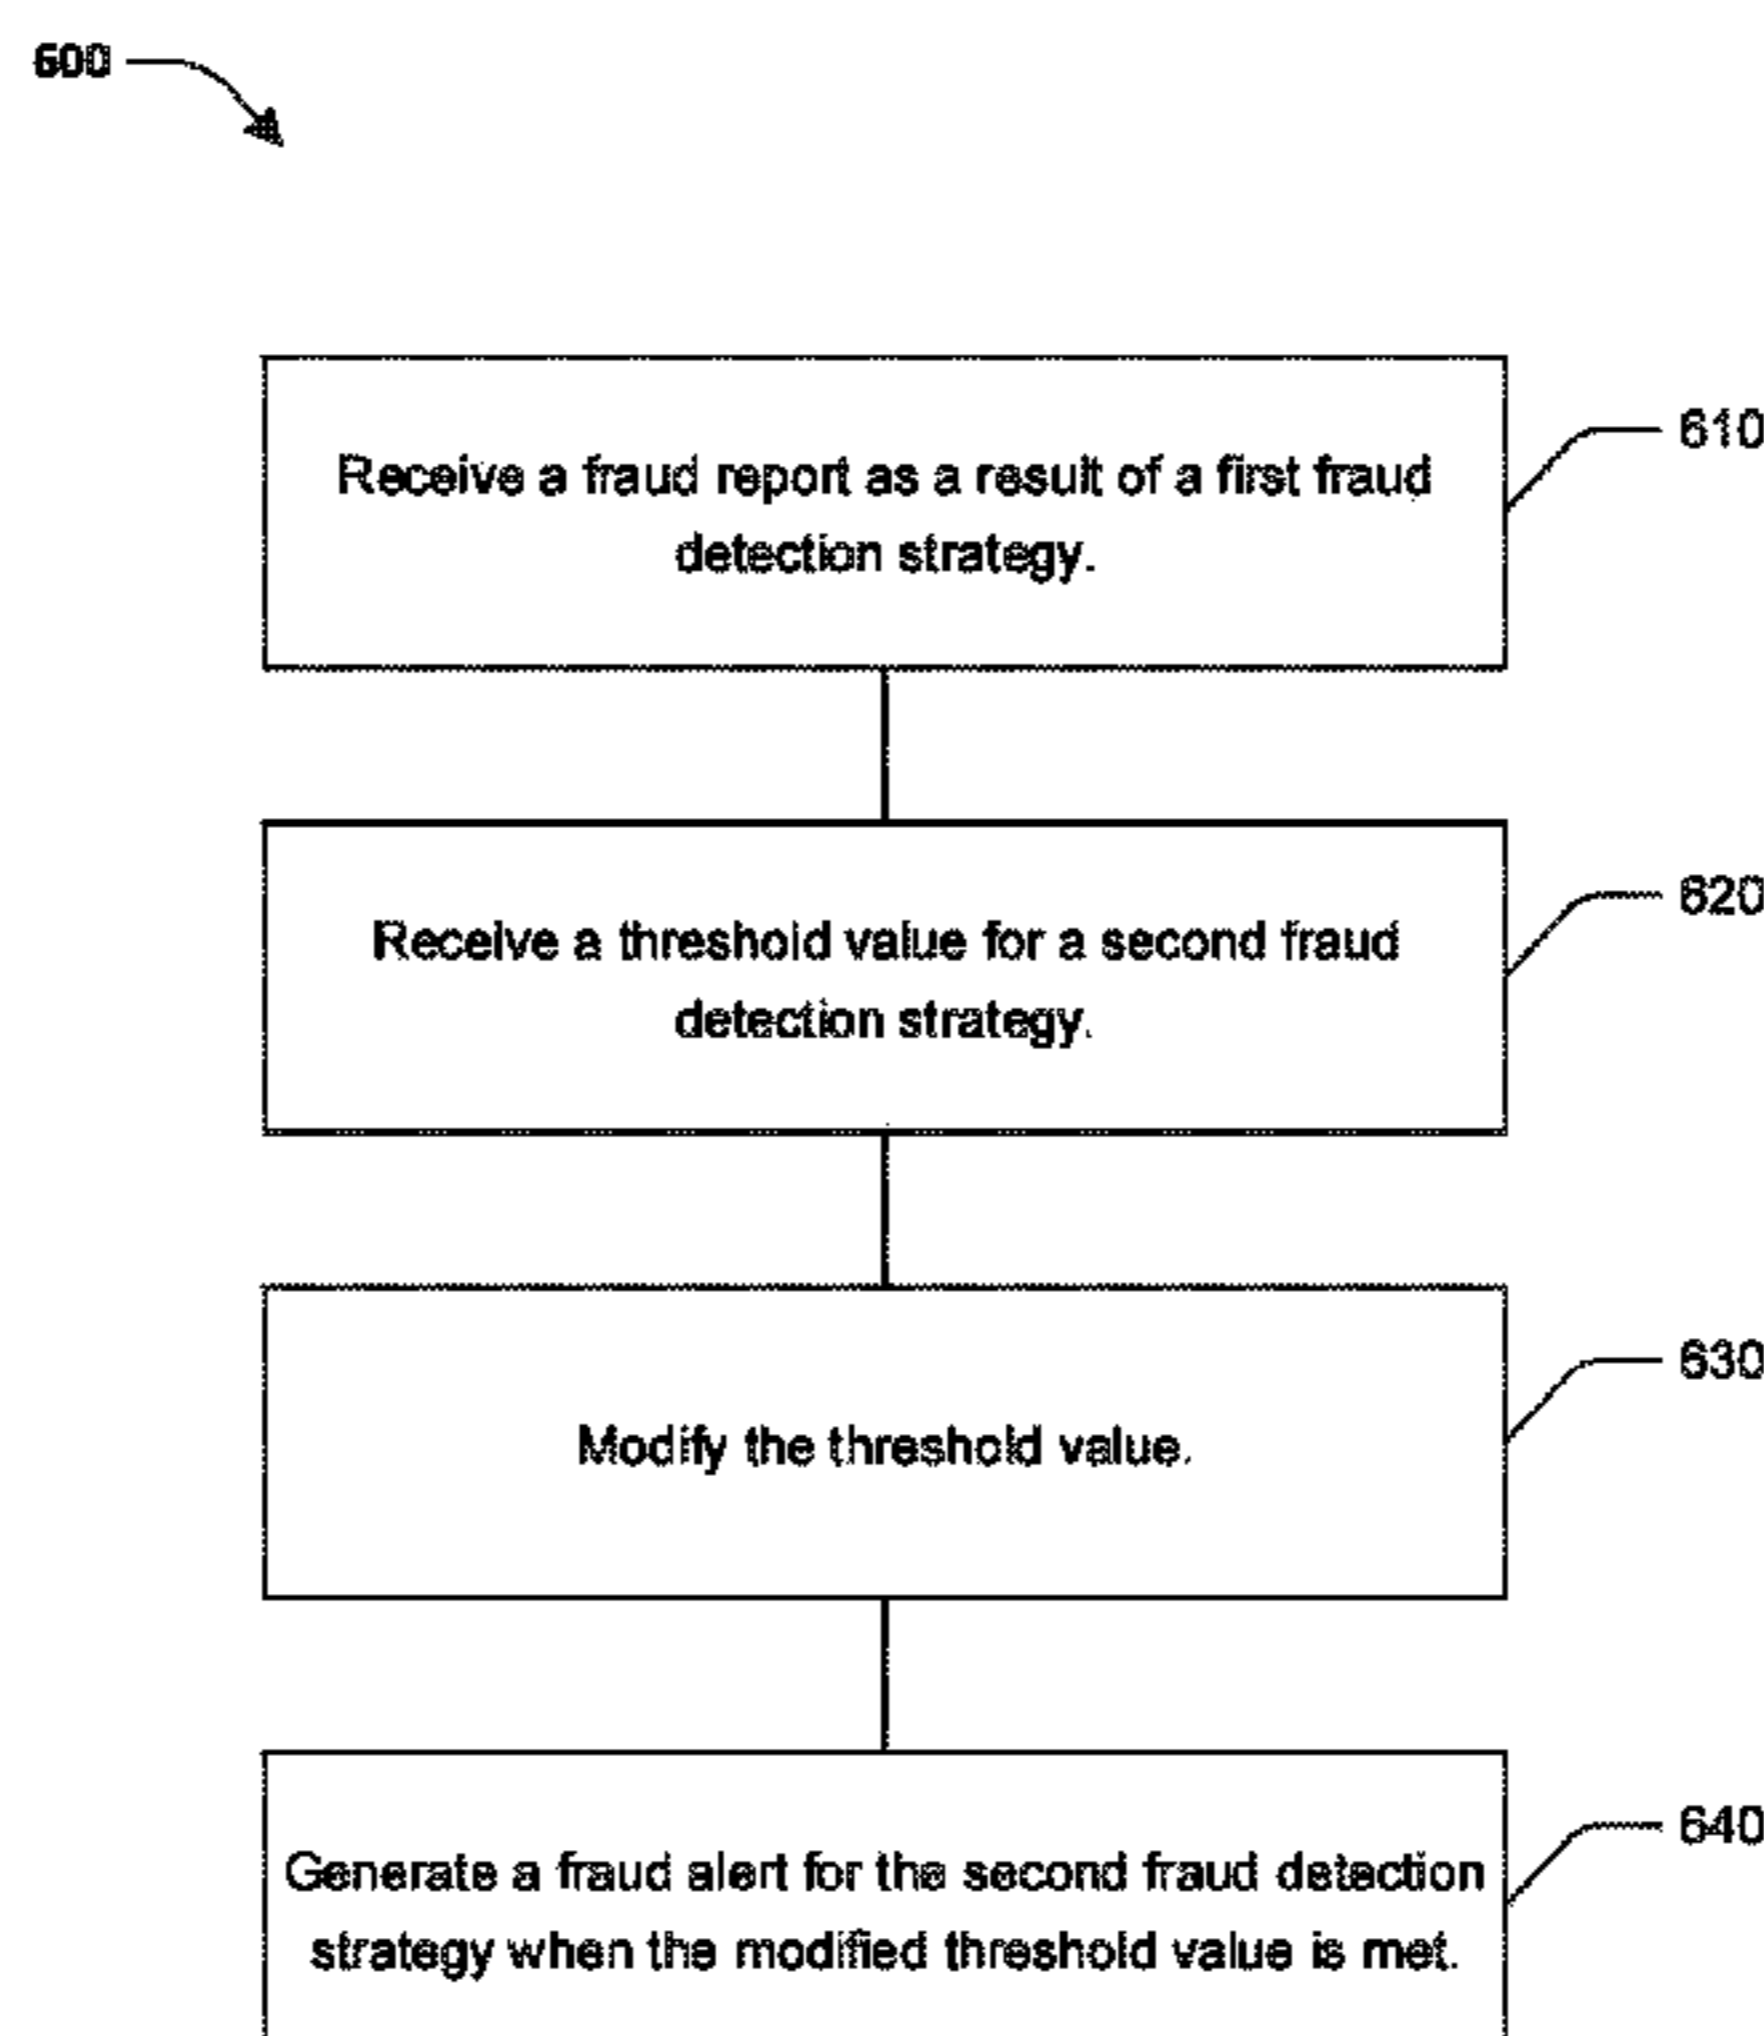 600
Receive a fraud report as a result of a first fraud
detection strategy.
610
Receive a threshold value for a second fraud
detection strategy.
620
Modify the threshold value.
630
Generate a fraud alert for the second fraud detection
strategy when the modified threshold value is met.
640